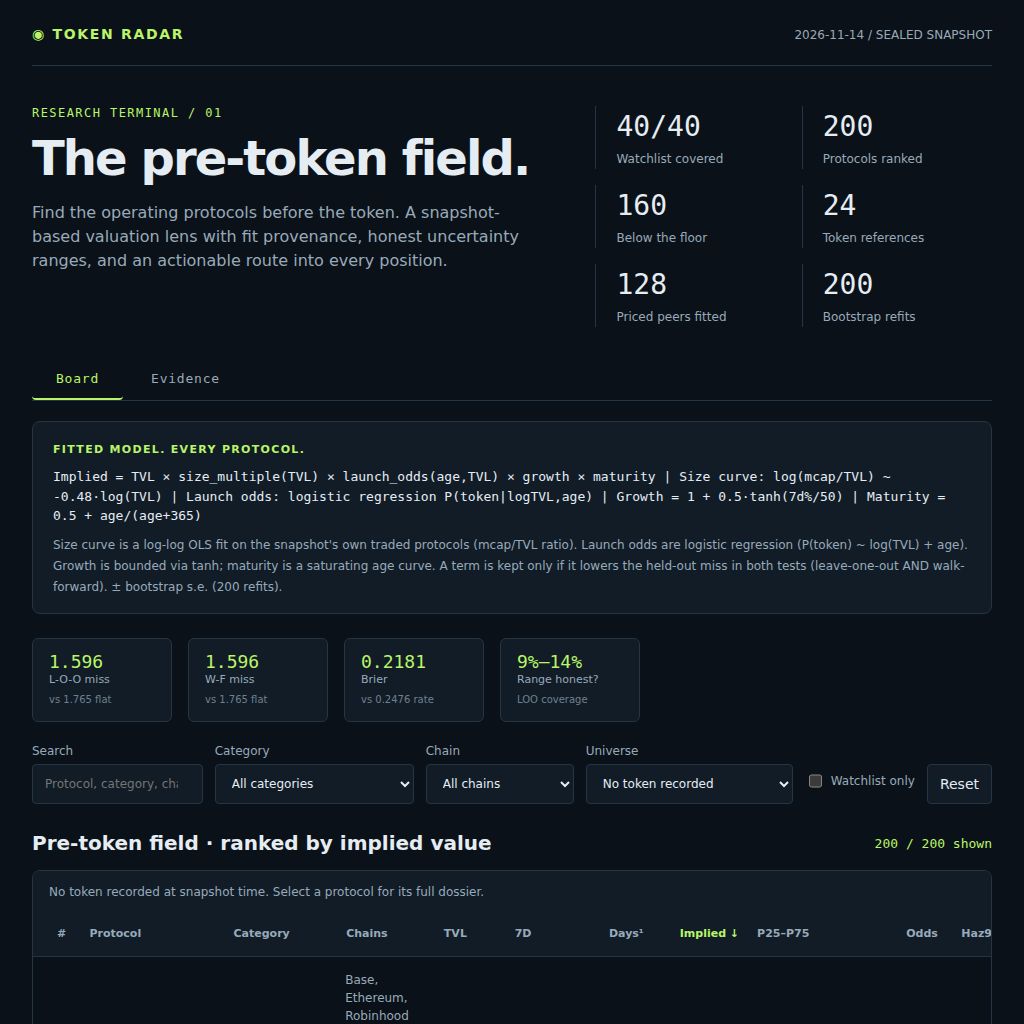 ◉ TOKEN RADAR
2026-11-14 / SEALED SNAPSHOT
RESEARCH TERMINAL / 01
The pre-token field.
Find the operating protocols before the token. A snapshot-
based valuation lens with fit provenance, honest uncertainty
ranges, and an actionable route into every position.
40/40
Watchlist covered
200
Protocols ranked
160
Below the floor
24
Token references
128
Priced peers fitted
200
Bootstrap refits
Board
Evidence
FITTED MODEL. EVERY PROTOCOL.
Implied = TVL × size_multiple(TVL) × launch_odds(age,TVL) × growth × maturity | Size curve: log(mcap/TVL) ~
-0.48·log(TVL) | Launch odds: logistic regression P(token|logTVL,age) | Growth = 1 + 0.5·tanh(7d%/50) | Maturity =
0.5 + age/(age+365)
Size curve is a log-log OLS fit on the snapshot's own traded protocols (mcap/TVL ratio). Launch odds are logistic regression (P(token) ~ log(TVL) + age).
Growth is bounded via tanh; maturity is a saturating age curve. A term is kept only if it lowers the held-out miss in both tests (leave-one-out AND walk-
forward). ± bootstrap s.e. (200 refits).
1.596
L-O-O miss
vs 1.765 flat
1.596
W-F miss
vs 1.765 flat
0.2181
Brier
vs 0.2476 rate
9%–14%
Range honest?
LOO coverage
Search
Category
Chain
Universe
Protocol, category, cha
All categories
All chains
No token recorded
Watchlist only
Reset
Pre-token field · ranked by implied value
200 / 200 shown
No token recorded at snapshot time. Select a protocol for its full dossier.
# Protocol Category Chains TVL 7D Days¹ Implied ↓ P25–P75 Odds Haz9
Base,
Ethereum,
Robinhood